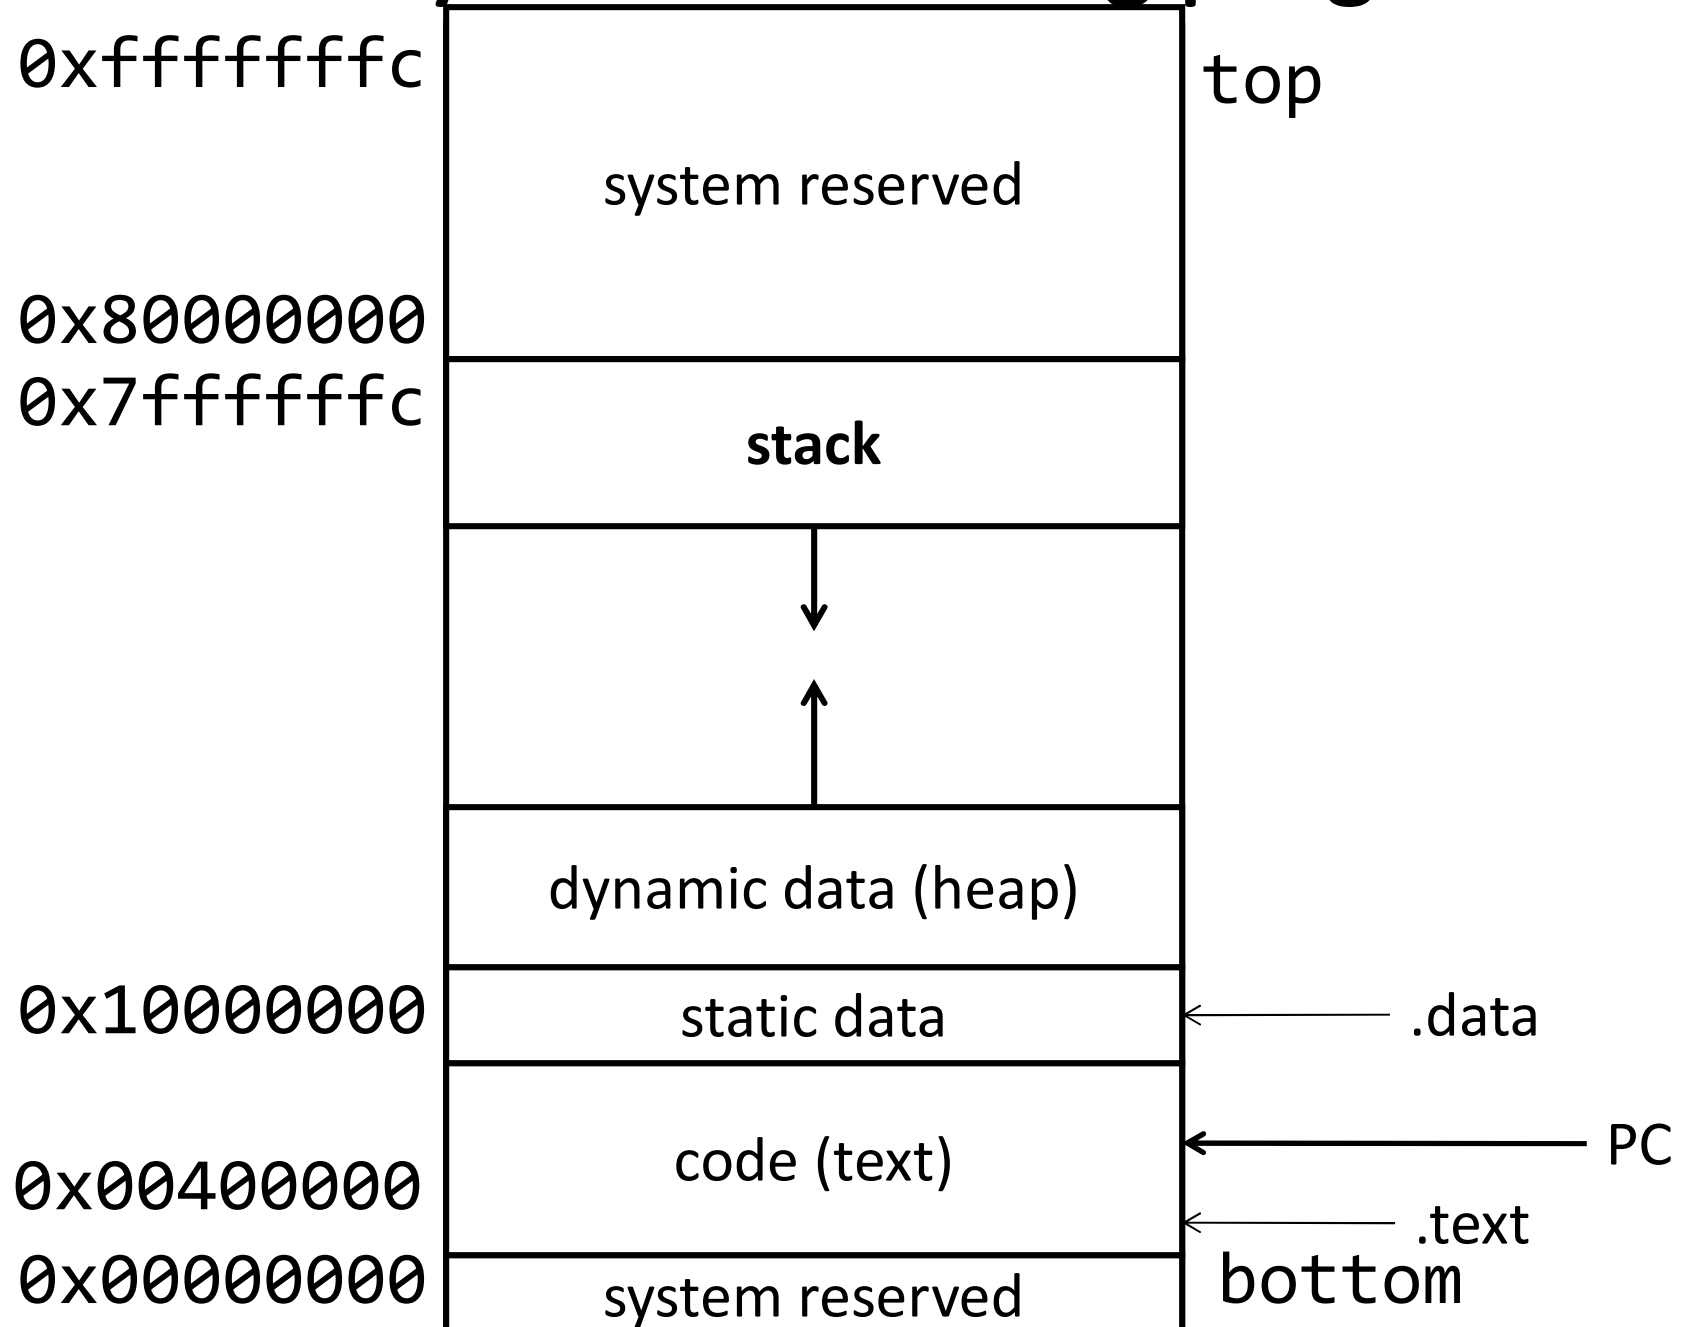 0xfffffffc
top
system reserved
0x80000000
0x7ffffffc
stack
dynamic data (heap)
0x10000000
static data
.data
PC
code (text)
0x00400000
.text
0x00000000
bottom
system reserved